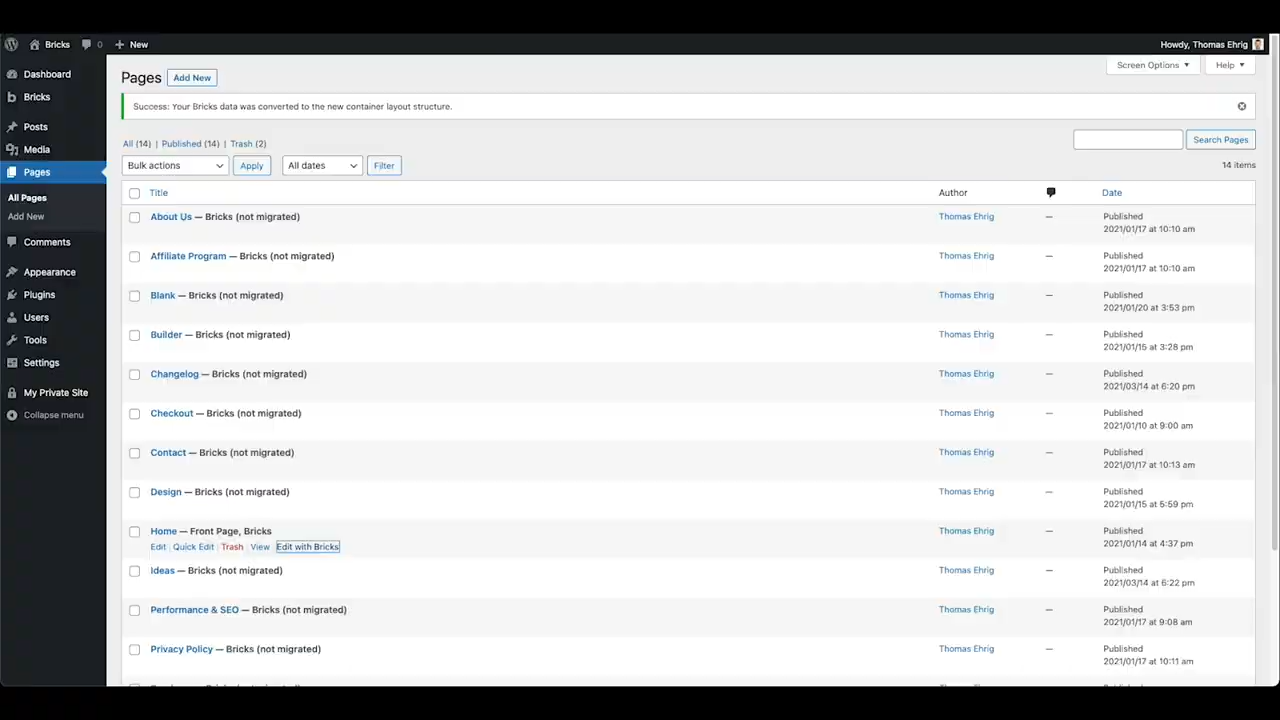 Bricks 0 New Howdy, Thomas Ehrig
Dashboard
Bricks
Posts
Media
Pages
All Pages
Add New
Comments
Appearance
Plugins
Users
Tools
Settings
My Private Site
Collapse menu
Pages Add New Screen Options ▼ Help ▼
Success: Your Bricks data was converted to the new container layout structure.
All (14) | Published (14) | Trash (2) Search Pages
Bulk actions Apply All dates Filter 14 items
Title Author Date
About Us — Bricks (not migrated) Thomas Ehrig — Published
2021/01/17 at 10:10 am
Affiliate Program — Bricks (not migrated) Thomas Ehrig — Published
2021/01/17 at 10:10 am
Blank — Bricks (not migrated) Thomas Ehrig — Published
2021/01/20 at 3:53 pm
Builder — Bricks (not migrated) Thomas Ehrig — Published
2021/01/15 at 3:28 pm
Changelog — Bricks (not migrated) Thomas Ehrig — Published
2021/03/14 at 6:20 pm
Checkout — Bricks (not migrated) Thomas Ehrig — Published
2021/01/10 at 9:00 am
Contact — Bricks (not migrated) Thomas Ehrig — Published
2021/01/17 at 10:13 am
Design — Bricks (not migrated) Thomas Ehrig — Published
2021/01/15 at 5:59 pm
Home — Front Page, Bricks Thomas Ehrig — Published
Edit | Quick Edit | Trash | View | Edit with Bricks 2021/01/14 at 4:37 pm
Ideas — Bricks (not migrated) Thomas Ehrig — Published
2021/03/14 at 6:22 pm
Performance & SEO — Bricks (not migrated) Thomas Ehrig — Published
2021/01/17 at 9:08 am
Privacy Policy — Bricks (not migrated) Thomas Ehrig — Published
2021/01/17 at 10:11 am